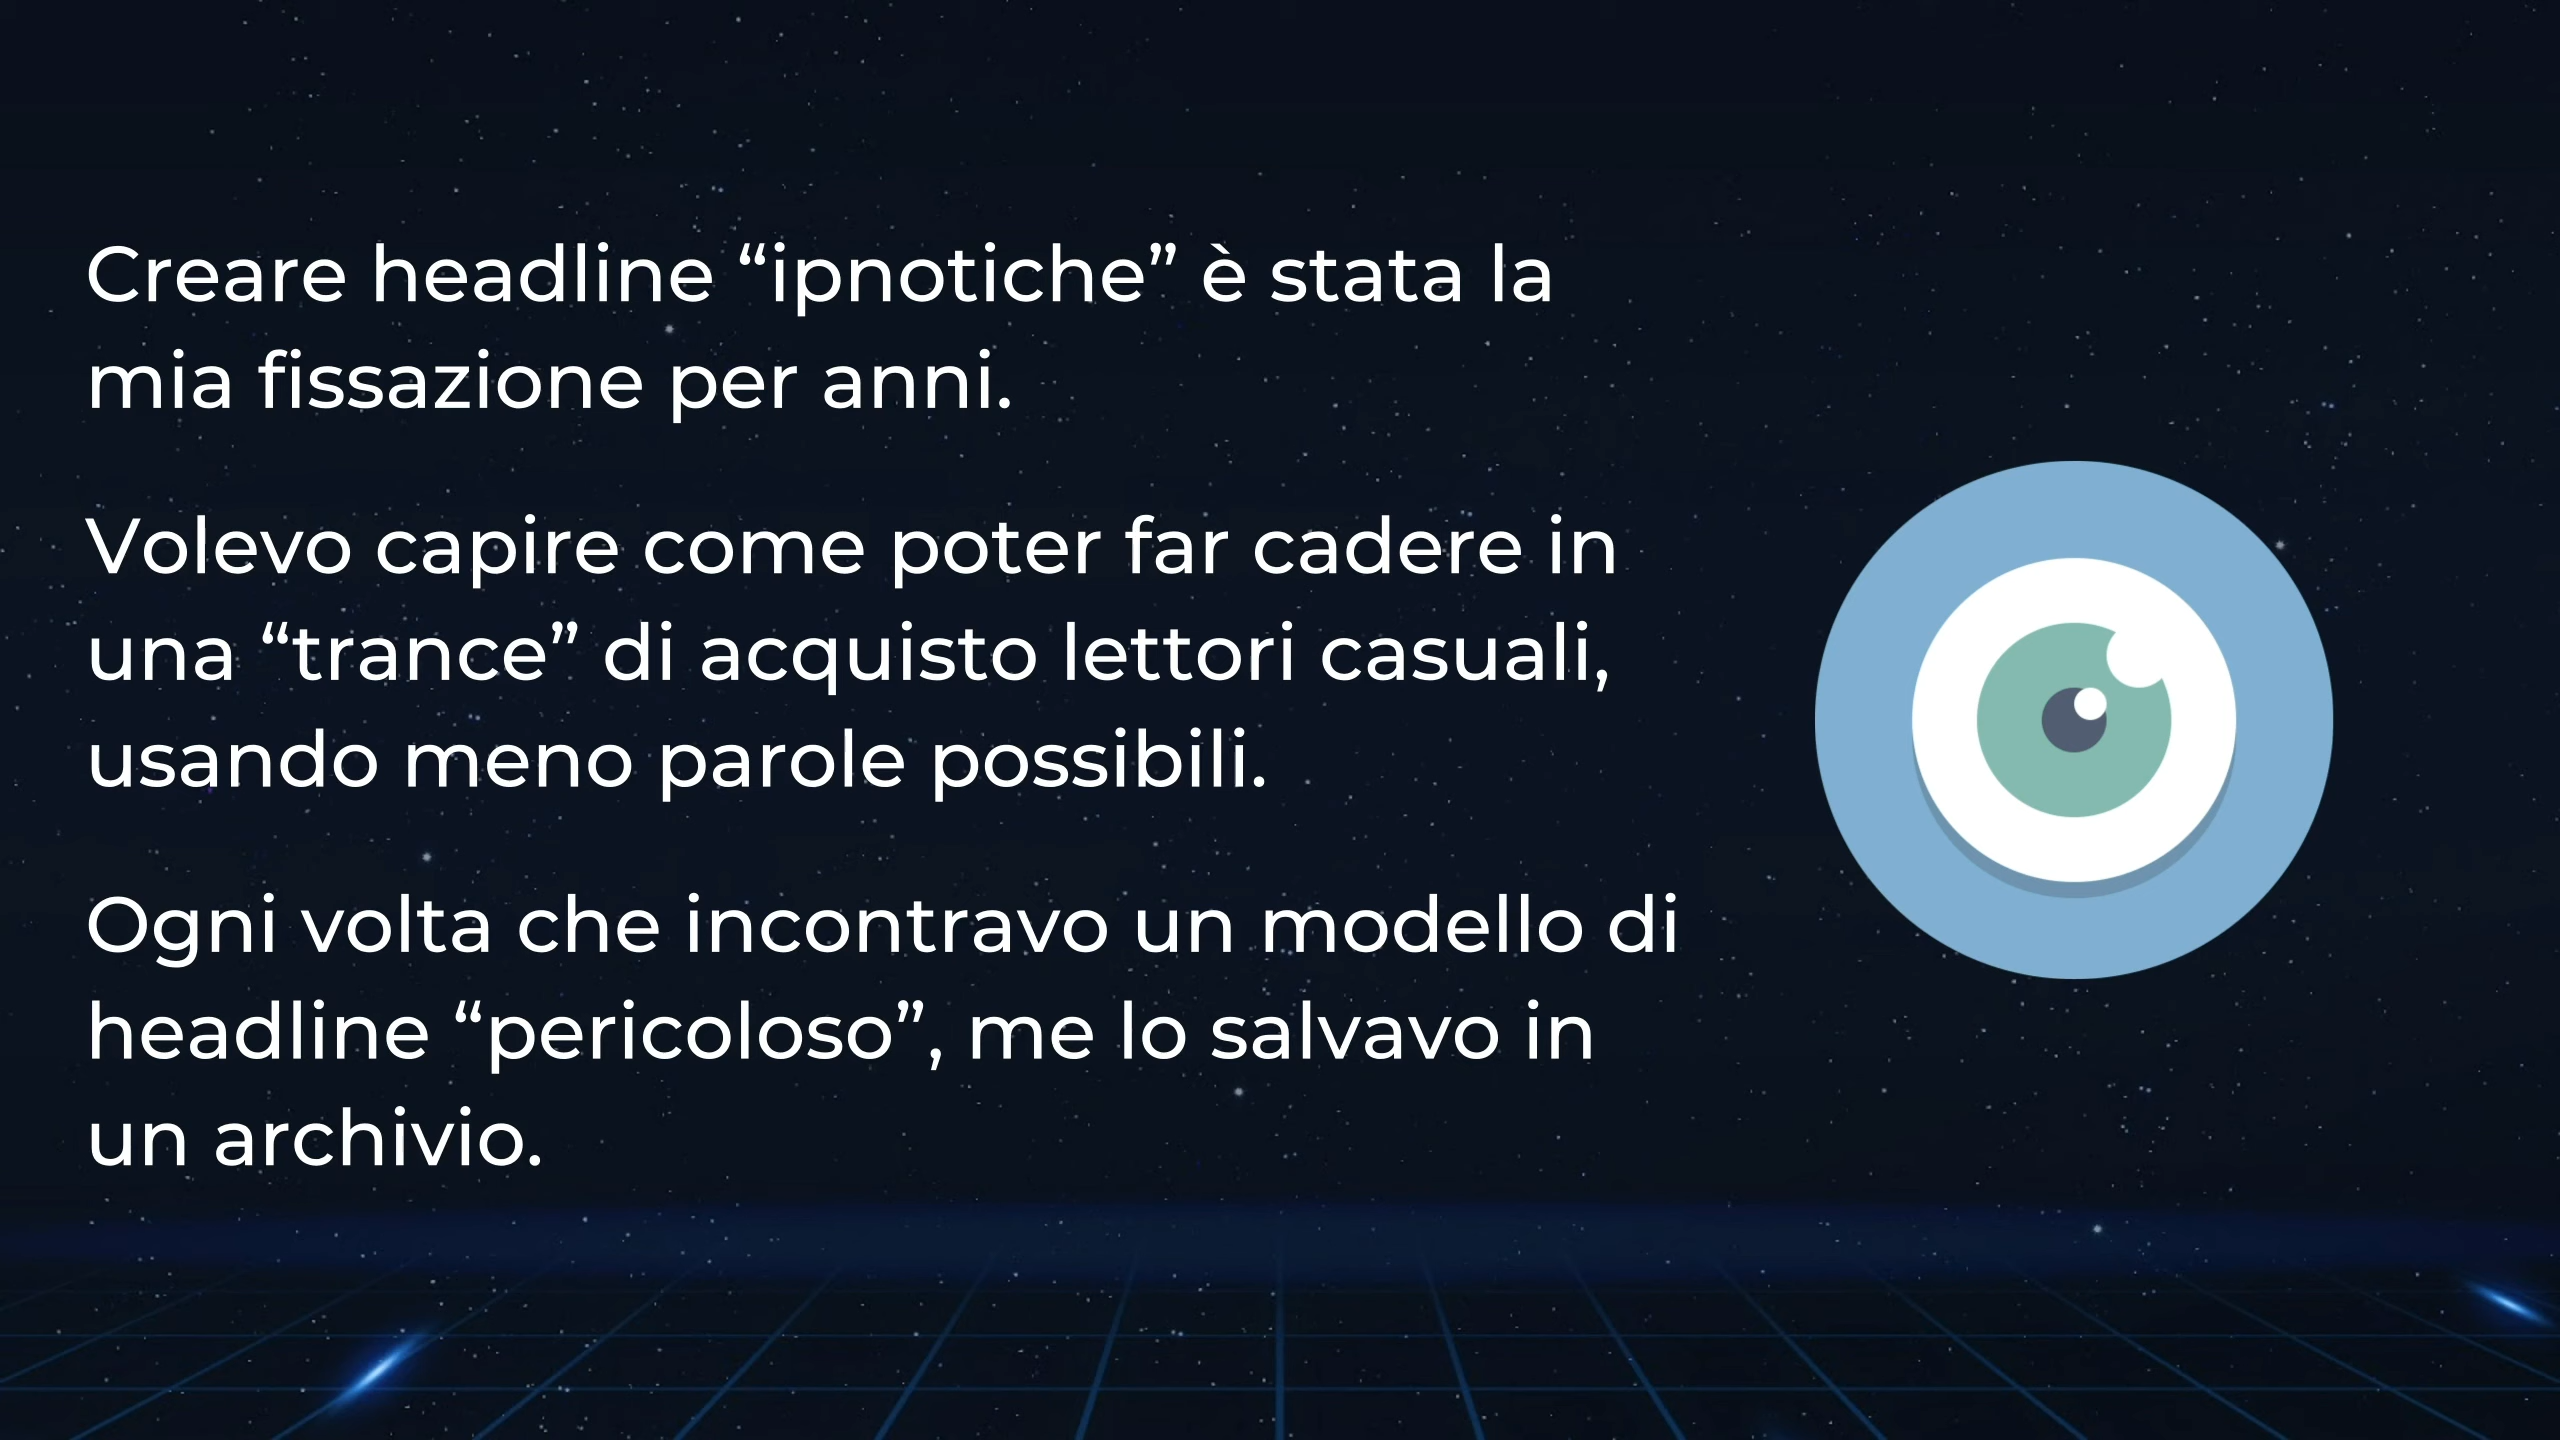 Creare headline “ipnotiche” è stata la
mia fissazione per anni.
Volevo capire come poter far cadere in
una “trance” di acquisto lettori casuali,
usando meno parole possibili.
Ogni volta che incontravo un modello di
headline “pericoloso”, me lo salvavo in
un archivio.